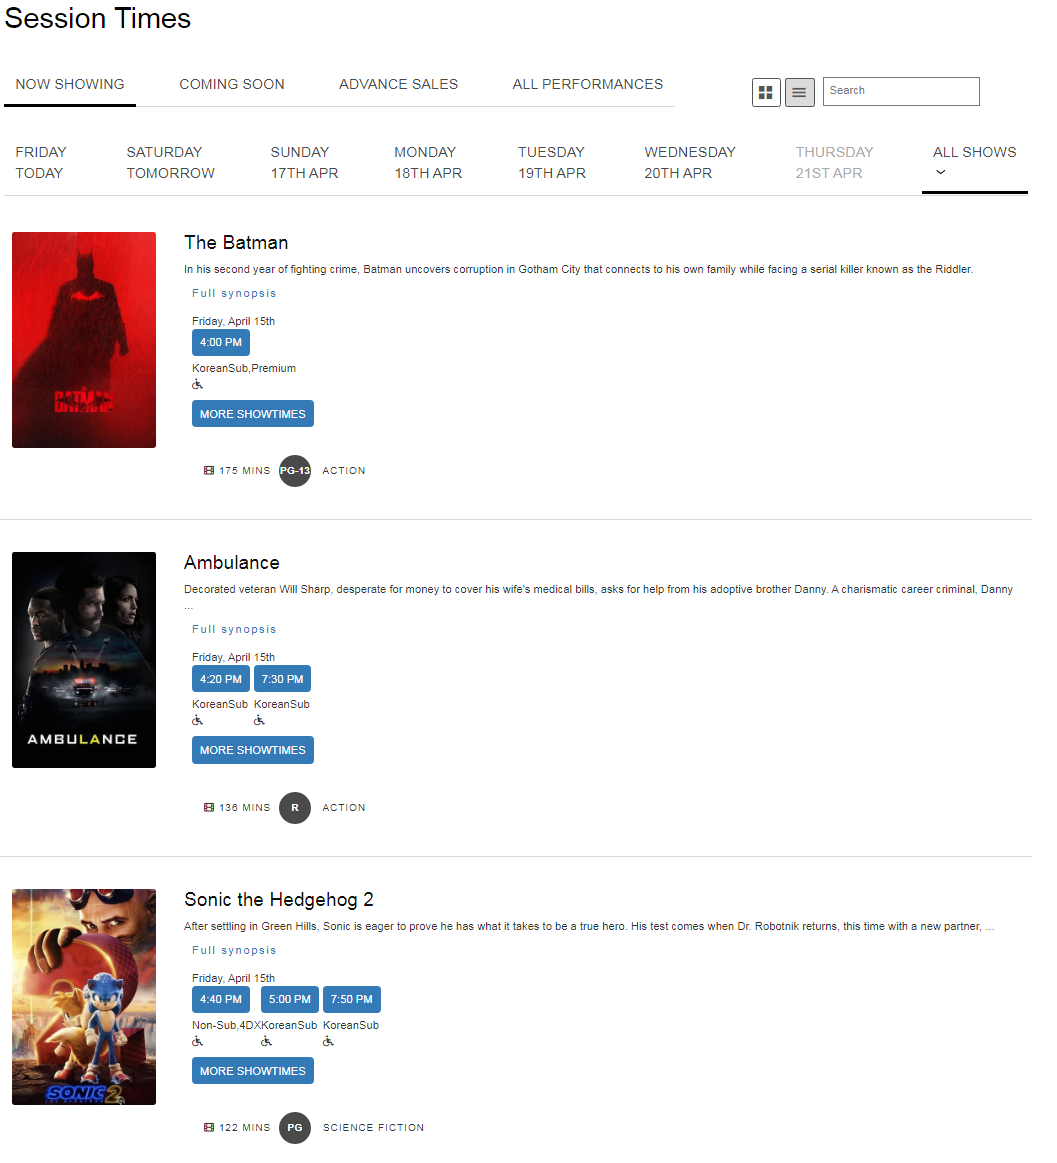 Session Times
NOW SHOWING COMING SOON ADVANCE SALES ALL PERFORMANCES Search
FRIDAY SATURDAY SUNDAY MONDAY TUESDAY WEDNESDAY THURSDAY ALL SHOWS
TODAY TOMORROW 17TH APR 18TH APR 19TH APR 20TH APR 21ST APR
The Batman
In his second year of fighting crime, Batman uncovers corruption in Gotham City that connects to his own family while facing a serial killer known as the Riddler.
Full synopsis
Friday, April 15th
4:00 PM
KoreanSub,Premium
MORE SHOWTIMES
175 MINS PG-13 ACTION
BATMAN
Ambulance
Decorated veteran Will Sharp, desperate for money to cover his wife's medical bills, asks for help from his adoptive brother Danny. A charismatic career criminal, Danny
...
Full synopsis
Friday, April 15th
4:20 PM 7:30 PM
KoreanSub KoreanSub
MORE SHOWTIMES
136 MINS R ACTION
AMBULANCE
Sonic the Hedgehog 2
After settling in Green Hills, Sonic is eager to prove he has what it takes to be a true hero. His test comes when Dr. Robotnik returns, this time with a new partner, ...
Full synopsis
Friday, April 15th
4:40 PM 5:00 PM 7:50 PM
Non-Sub,4DXKoreanSub KoreanSub
MORE SHOWTIMES
122 MINS PG SCIENCE FICTION
SONIC 2